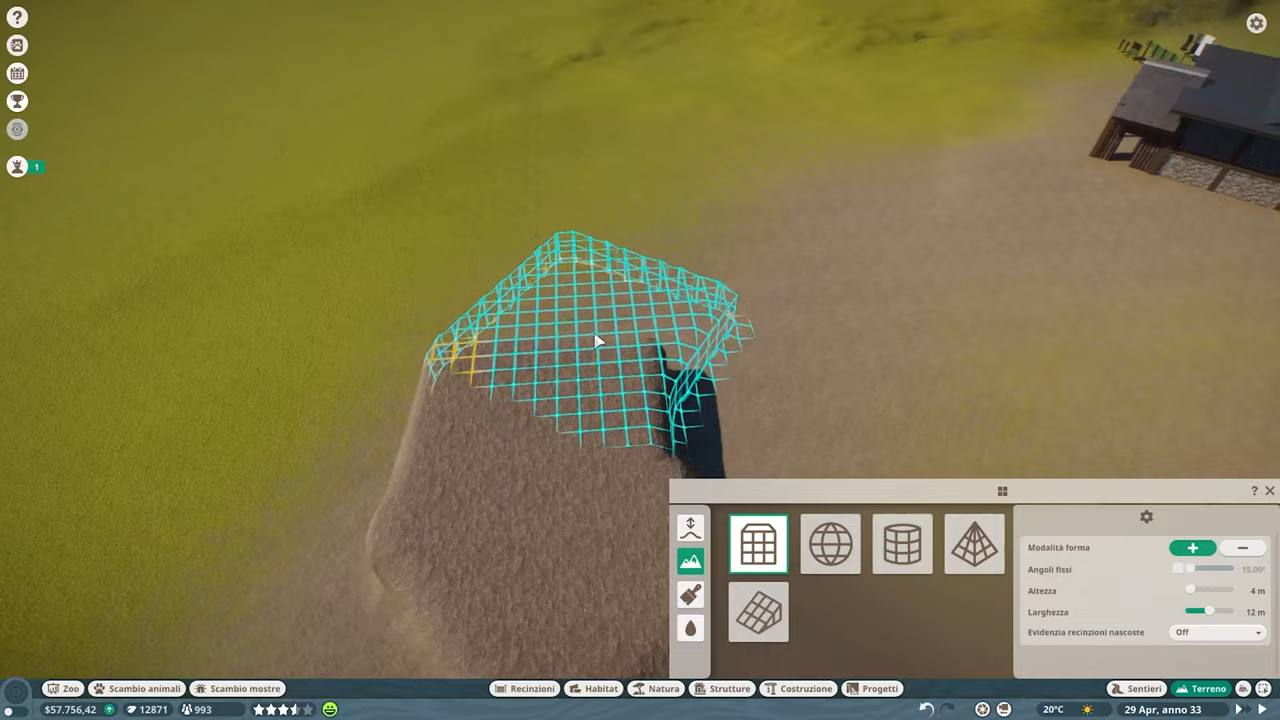 1
Modalità forma
Angoli fissi 15,00°
Altezza 4 m
Larghezza 12 m
Evidenzia recinzioni nascoste Off
Zoo Scambio animali Scambio mostre Recinzioni Habitat Natura Strutture Costruzione Progetti Sentieri Terreno
$57.756,42 12871 993 20°C 29 Apr, anno 33